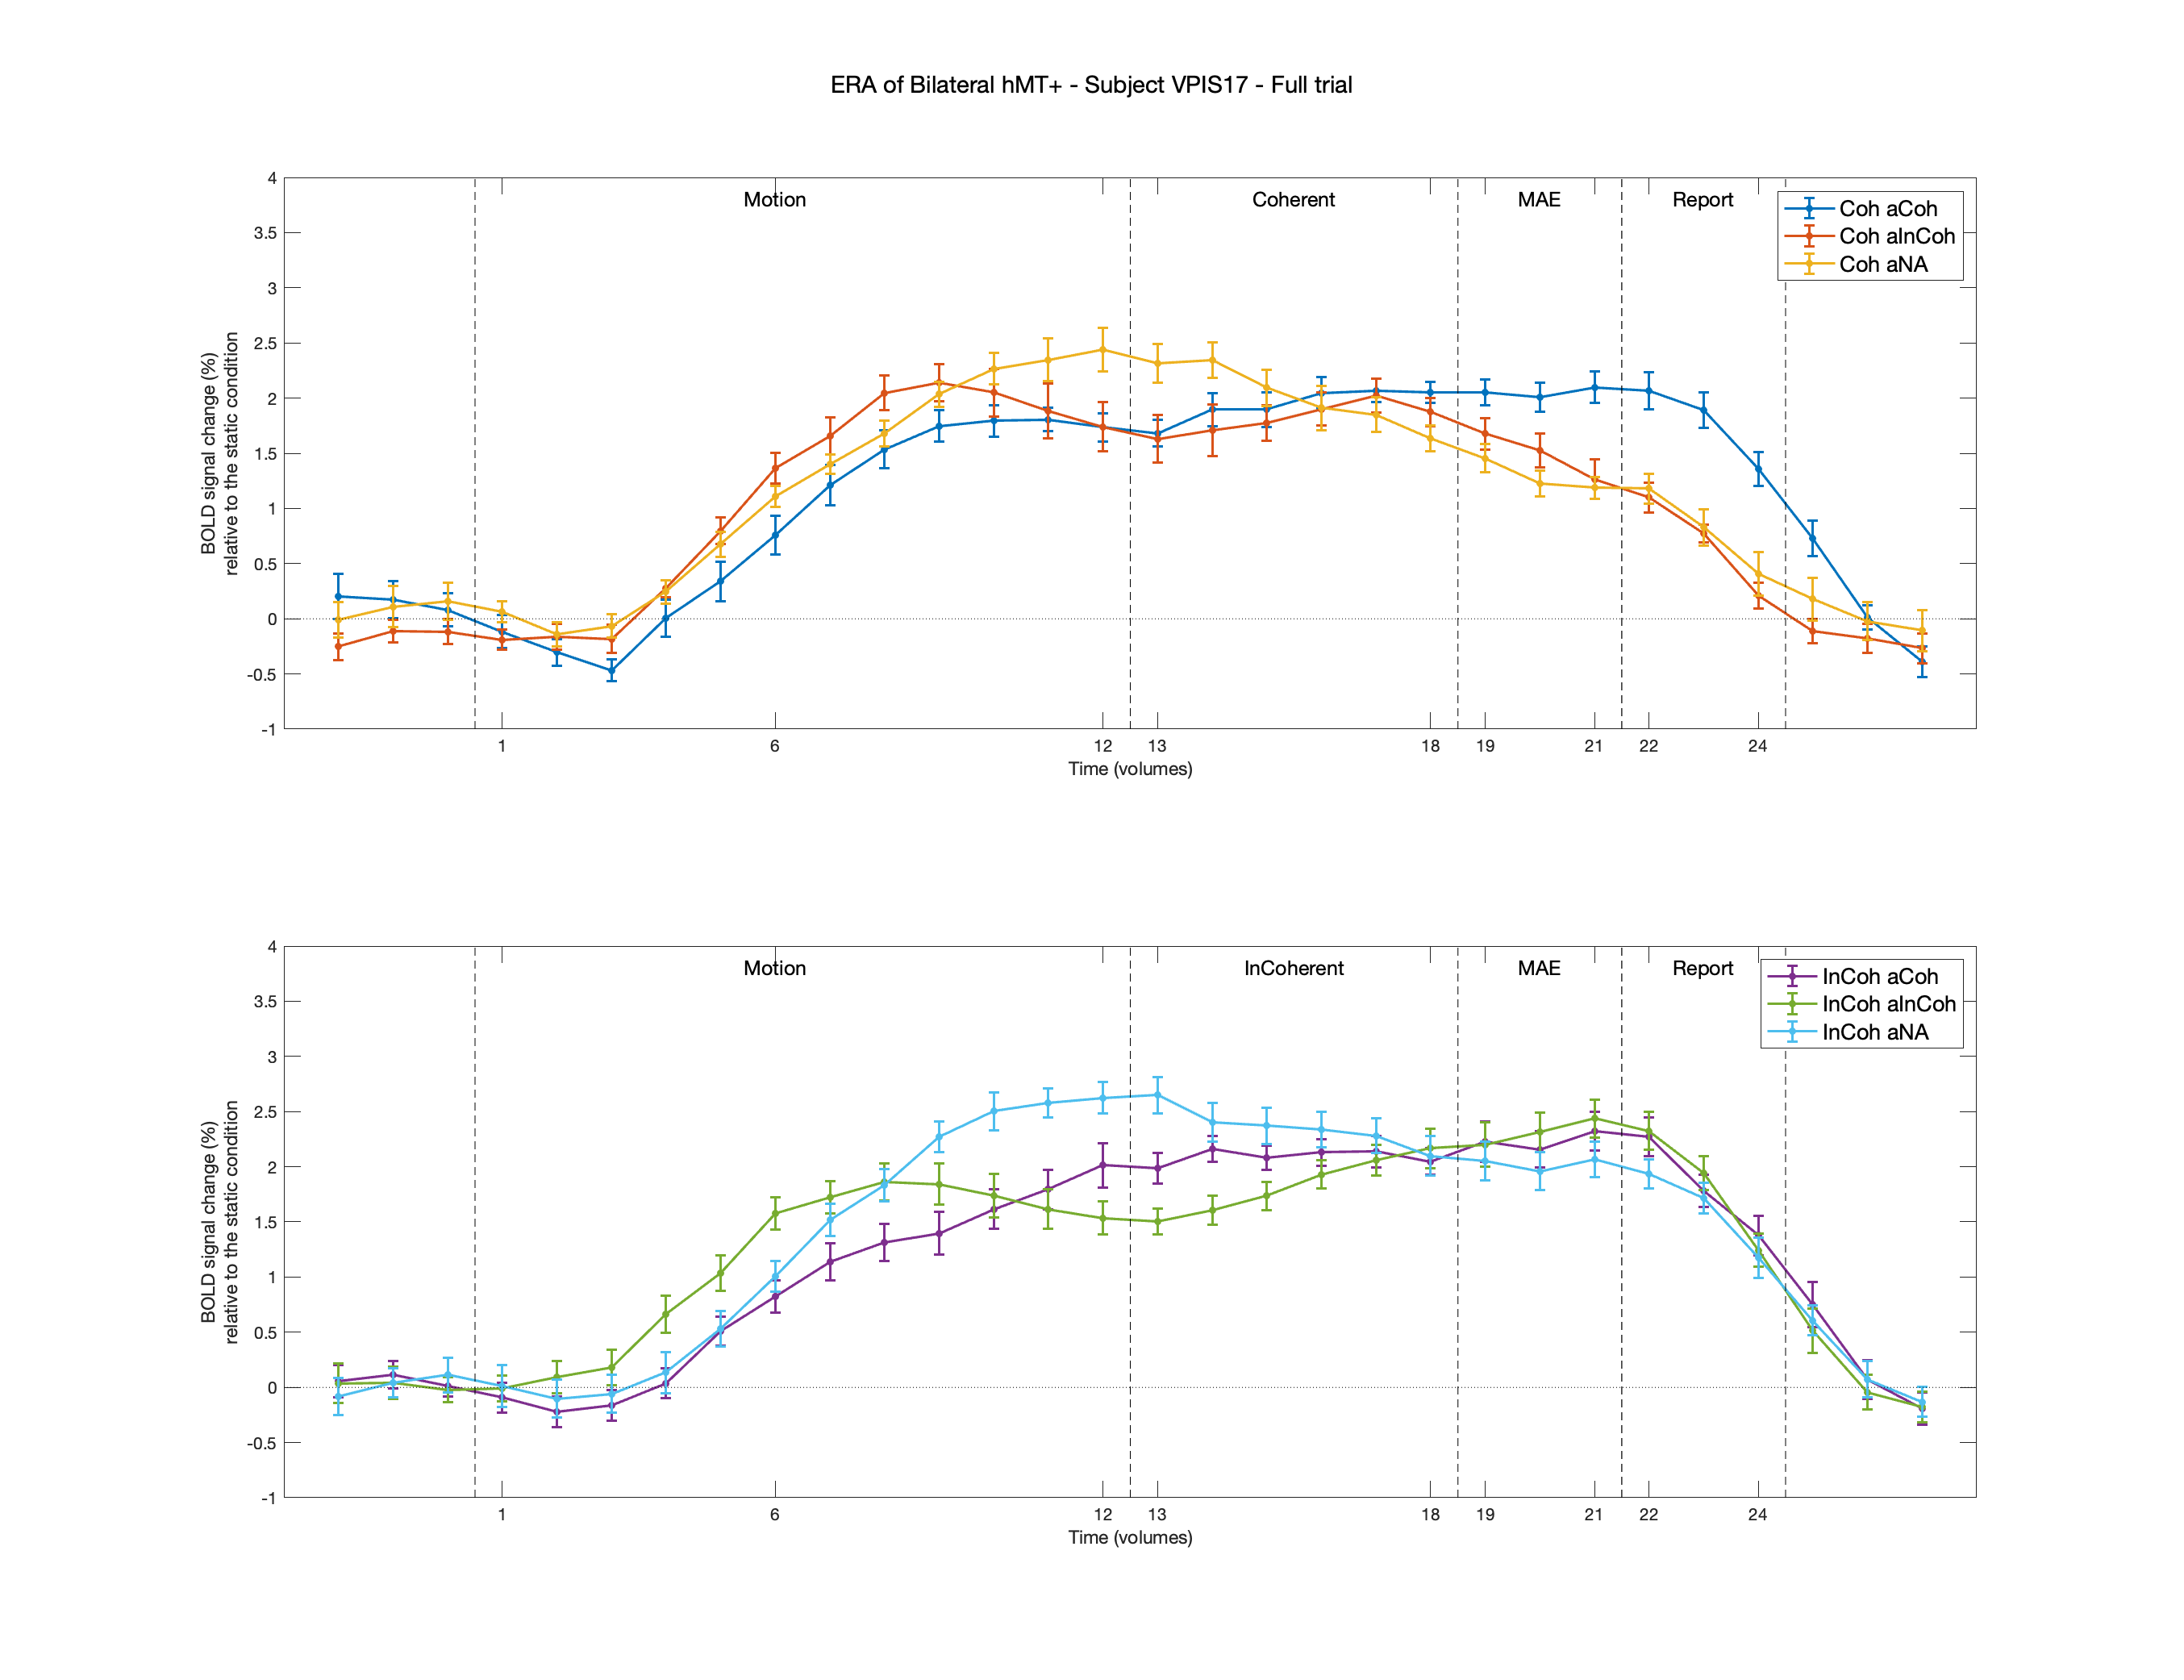 ERA of Bilateral hMT+ - Subject VPIS17 - Full trial
Motion
Coherent
MAE
Report
Coh aCoh
Coh aInCoh
Coh aNA
4
3.5
3
2.5
2
1.5
1
0.5
0
-0.5
-1
BOLD signal change (%)
relative to the static condition
1
6
12
13
18
19
21
22
24
Time (volumes)
Motion
InCoherent
MAE
Report
InCoh aCoh
InCoh aInCoh
InCoh aNA
4
3.5
3
2.5
2
1.5
1
0.5
0
-0.5
-1
BOLD signal change (%)
relative to the static condition
1
6
12
13
18
19
21
22
24
Time (volumes)